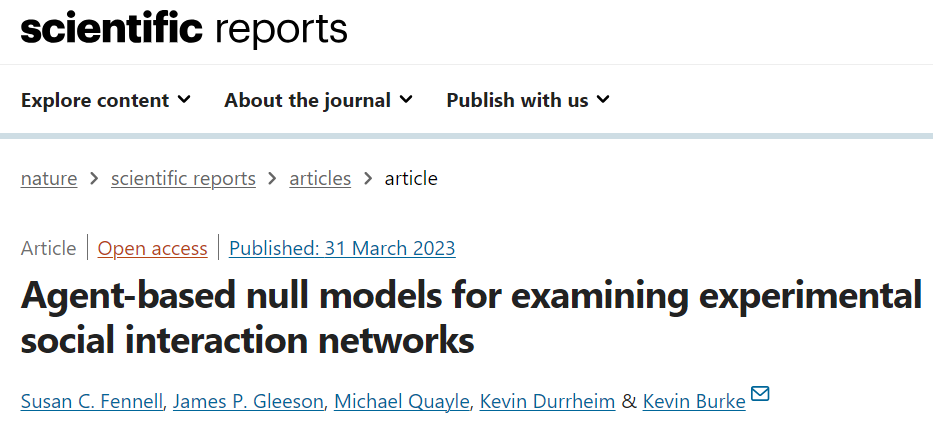 scientific reports
Explore content About the journal Publish with us
nature > scientific reports > articles > article
Article | Open access | Published: 31 March 2023
Agent-based null models for examining experimental
social interaction networks
Susan C. Fennell, James P. Gleeson, Michael Quayle, Kevin Durrheim & Kevin Burke